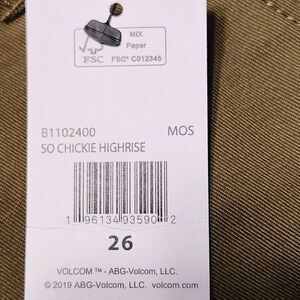 MIX
Paper
FSC
FSC® C012345
B1102400 MOS
SO CHICKIE HIGHRISE
1 96134 93590 2
26
VOLCOM ™ - ABG-Volcom, LLC.
© 2019 ABG-Volcom, LLC. volcom.com